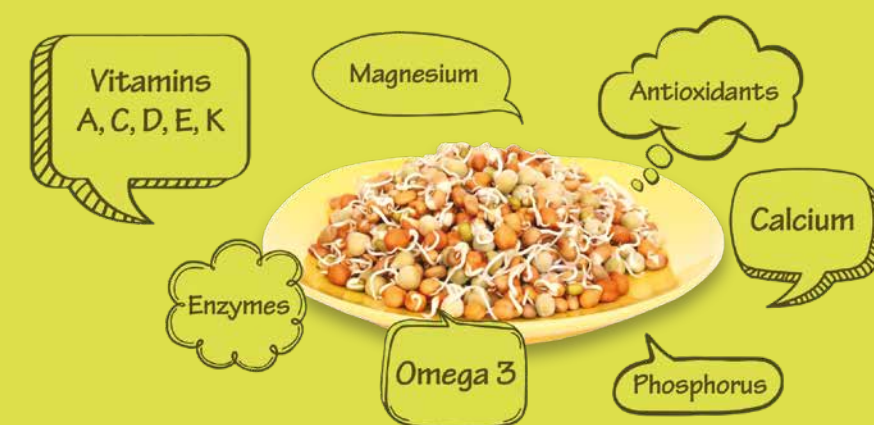 Vitamins
A, C, D, E, K
Magnesium
Antioxidants
Calcium
Enzymes
Omega 3
Phosphorus